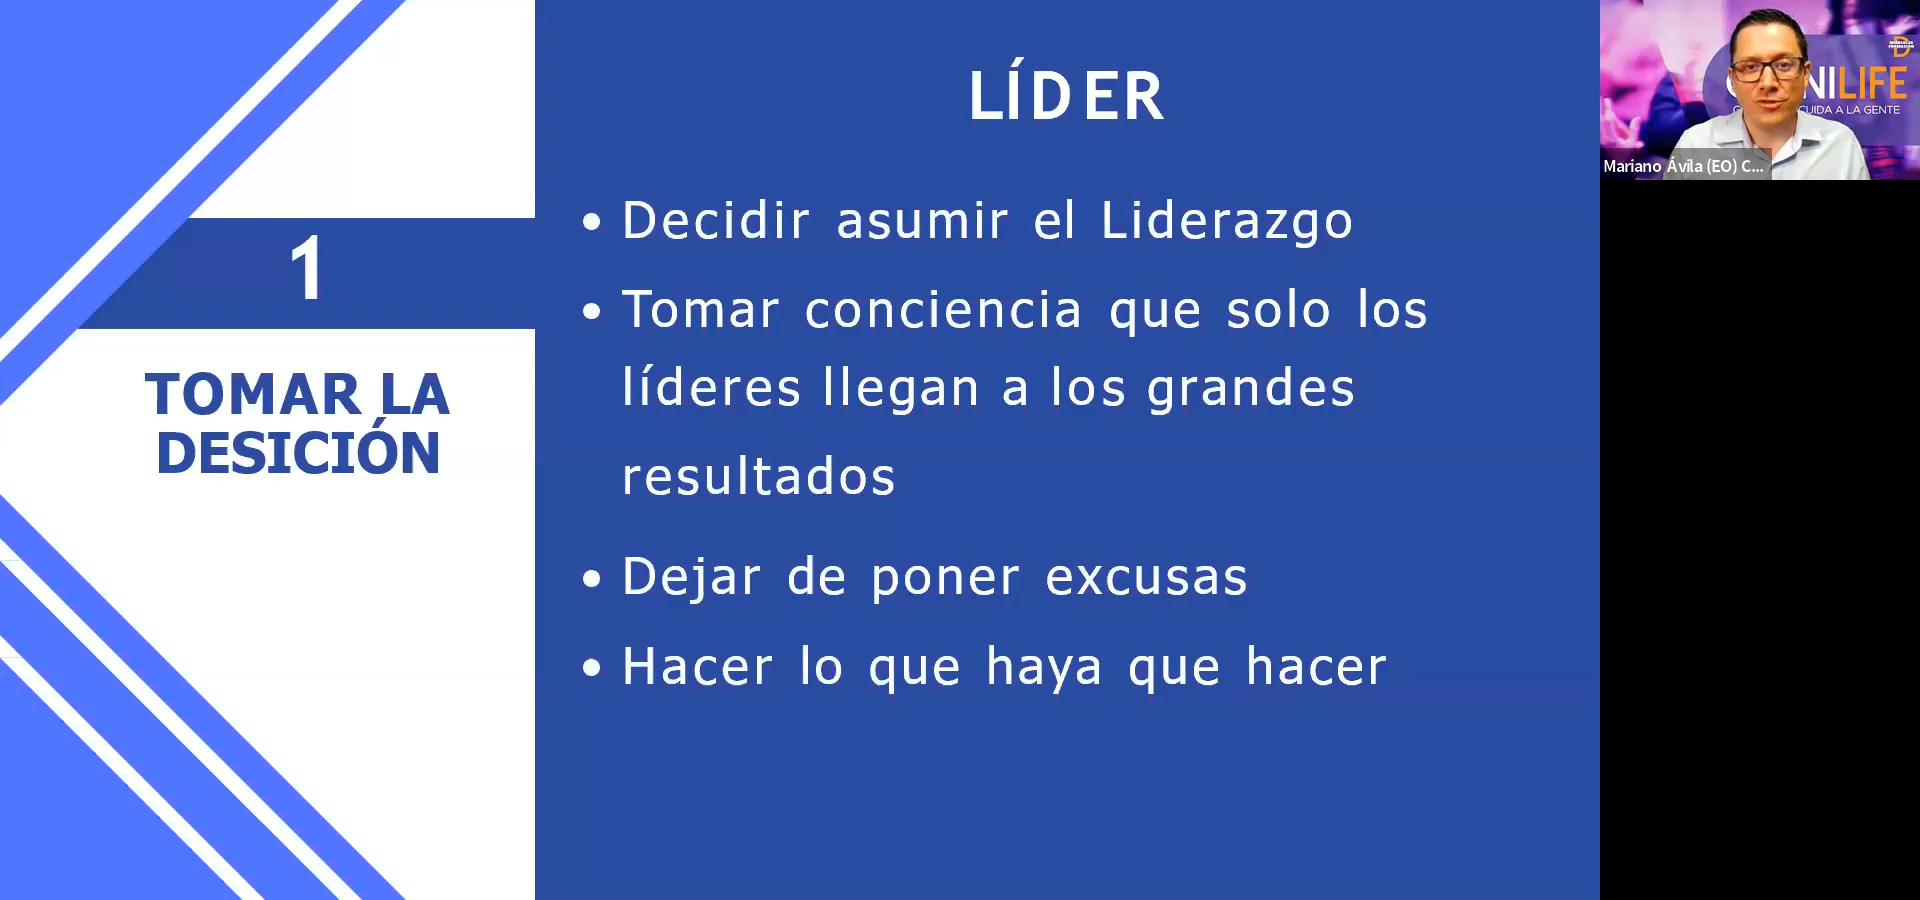 1
TOMAR LA
DESICIÓN
LÍDER
• Decidir asumir el Liderazgo
• Tomar conciencia que solo los
líderes llegan a los grandes
resultados
• Dejar de poner excusas
• Hacer lo que haya que hacer
NILIFE
CUIDA A LA GENTE
Mariano Ávila (EO) C...